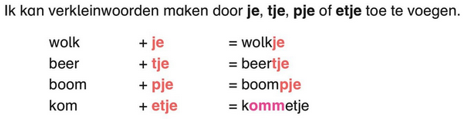 Ik kan verkleinwoorden maken door je, tje, pje of etje toe te voegen.
wolk + je = wolkje
beer + tje = beertje
boom + pje = boompje
kom + etje = kommetje